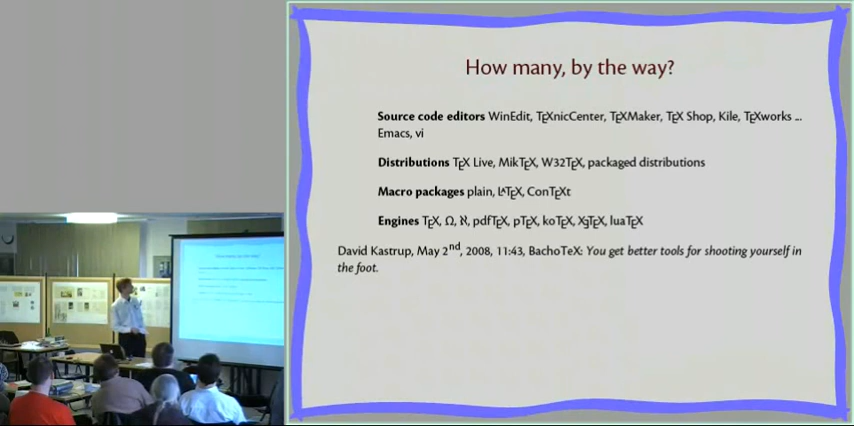 How many, by the way?
Source code editors WinEdit, TEXnicCenter, TEXMaker, TEX Shop, Kile, TEXworks ...
Emacs, vi
Distributions TEX Live, MikTEX, W32TEX, packaged distributions
Macro packages plain, LATEX, ConTEXt
Engines TEX, Ω, ℵ, pdfTEX, pTEX, koTEX, XƎTEX, luaTEX
David Kastrup, May 2nd, 2008, 11:43, BachoTeX: You get better tools for shooting yourself in
the foot.